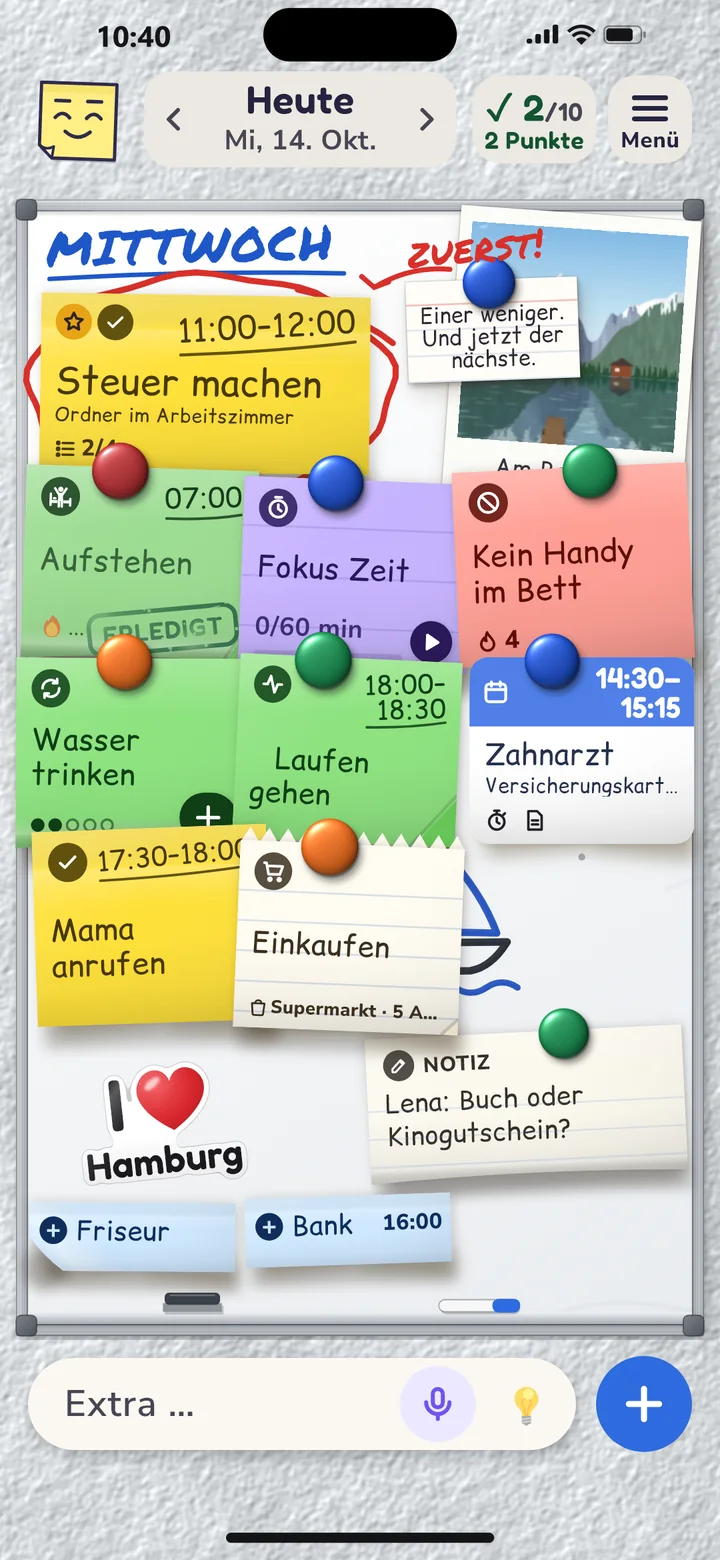 10:40
Heute
Mi, 14. Okt.
✓ 2/10
2 Punkte
Menü
MITTWOCH
ZUERST!
11:00–12:00
Steuer machen
Ordner im Arbeitszimmer
2/4
Einer weniger.
Und jetzt der
nächste.
Am
07:00
Aufstehen
...
ERLEDIGT
Fokus Zeit
0/60 min
Kein Handy
im Bett
4
Wasser
trinken
18:00–
18:30
Laufen
gehen
14:30–
15:15
Zahnarzt
Versicherungskart...
17:30–18:00
Mama
anrufen
Einkaufen
Supermarkt · 5 A...
NOTIZ
Lena: Buch oder
Kinogutschein?
I
Hamburg
Friseur
Bank 16:00
Extra ...